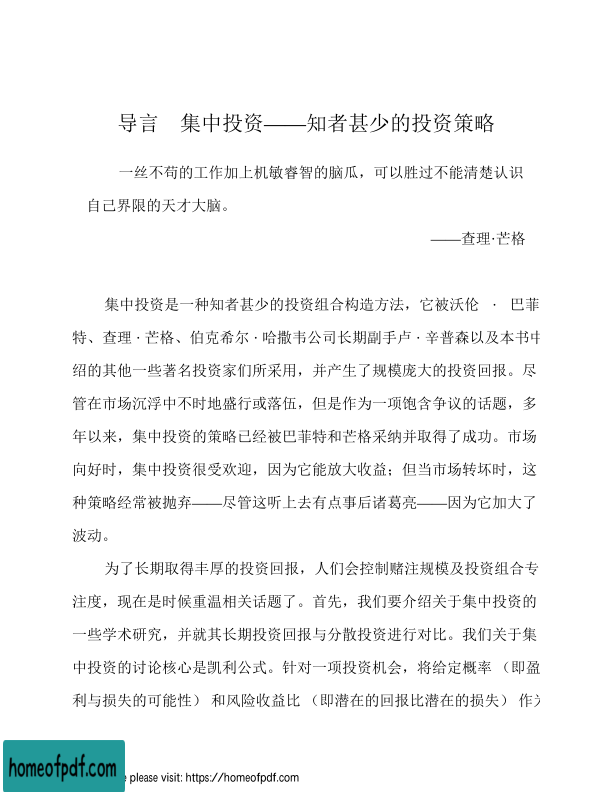 导言 集中投资——知者甚少的投资策略
一丝不苟的工作加上机敏睿智的脑瓜，可以胜过不能清楚认识
自己界限的天才大脑。
——查理·芒格
集中投资是一种知者甚少的投资组合构造方法，它被沃伦 · 巴菲
特、查理 · 芒格、伯克希尔 · 哈撒韦公司长期副手卢 · 辛普森以及本书中
绍的其他一些著名投资家们所采用，并产生了规模庞大的投资回报。尽
管在市场沉浮中不时地盛行或落伍，但是作为一项饱含争议的话题，多
年以来，集中投资的策略已经被巴菲特和芒格采纳并取得了成功。市场
向好时，集中投资很受欢迎，因为它能放大收益；但当市场转坏时，这
种策略经常被抛弃——尽管这听上去有点事后诸葛亮——因为它加大了
波动。
为了长期取得丰厚的投资回报，人们会控制赌注规模及投资组合专
注度，现在是时候重温相关话题了。首先，我们要介绍关于集中投资的
一些学术研究，并就其长期投资回报与分散投资进行对比。我们关于集
中投资的讨论核心是凯利公式。针对一项投资机会，将给定概率 （即盈
利与损失的可能性） 和风险收益比 （即潜在的回报比潜在的损失） 作为
homeofpdf.com
e please visit: https://homeofpdf.com